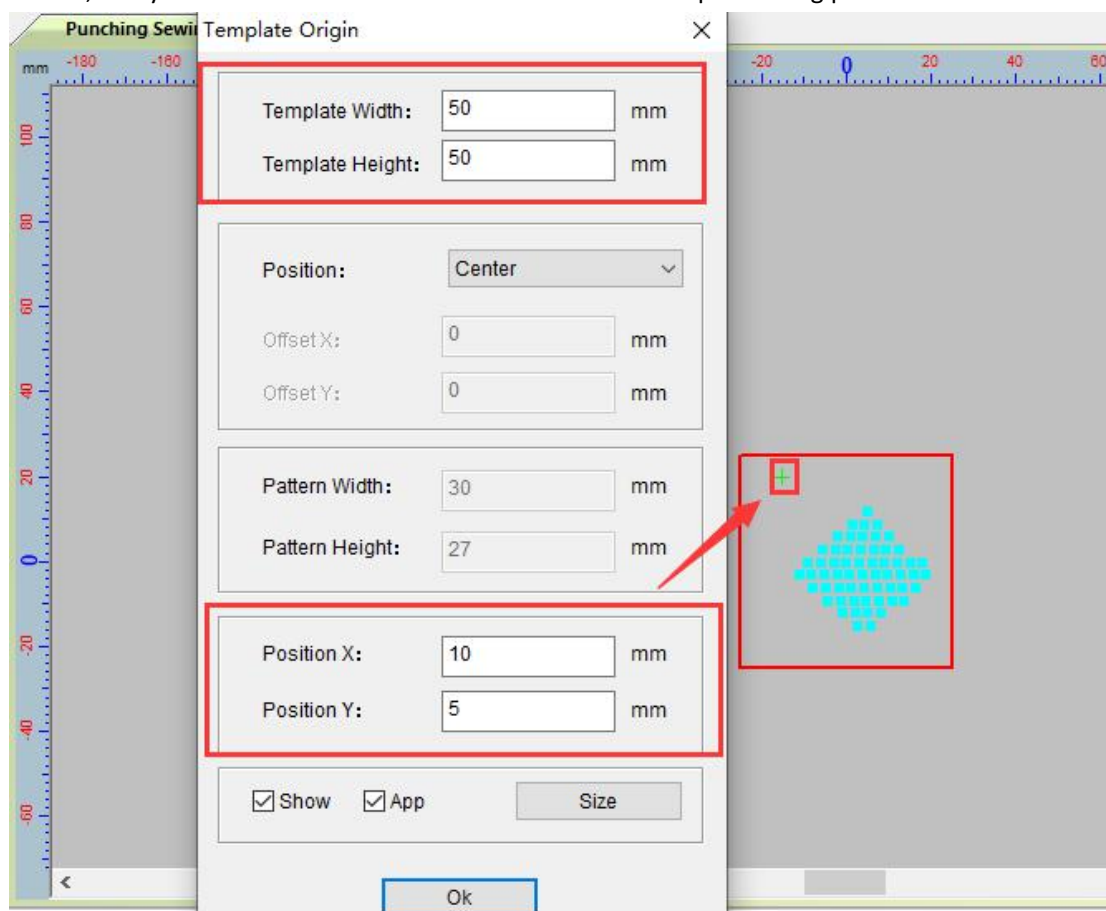 Punching Sewi
Template Origin
mm -180 -160 -20 0 20 40 60
Template Width: 50 mm
Template Height: 50 mm
Position: Center
Offset X: 0 mm
Offset Y: 0 mm
Pattern Width: 30 mm
Pattern Height: 27 mm
Position X: 10 mm
Position Y: 5 mm
Show App Size
Ok
100
80
60
40
20
0
-20
-40
-60